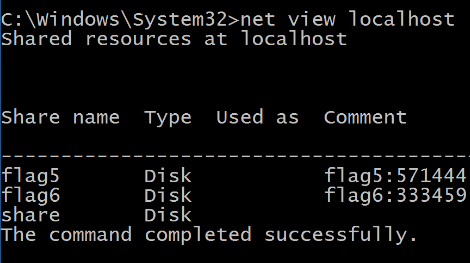 C:\Windows\System32>net view localhost
Shared resources at localhost
Share name  Type  Used as  Comment
-------------------------------------------
flag5       Disk           flag5:571444
flag6       Disk           flag6:333459
share       Disk
The command completed successfully.